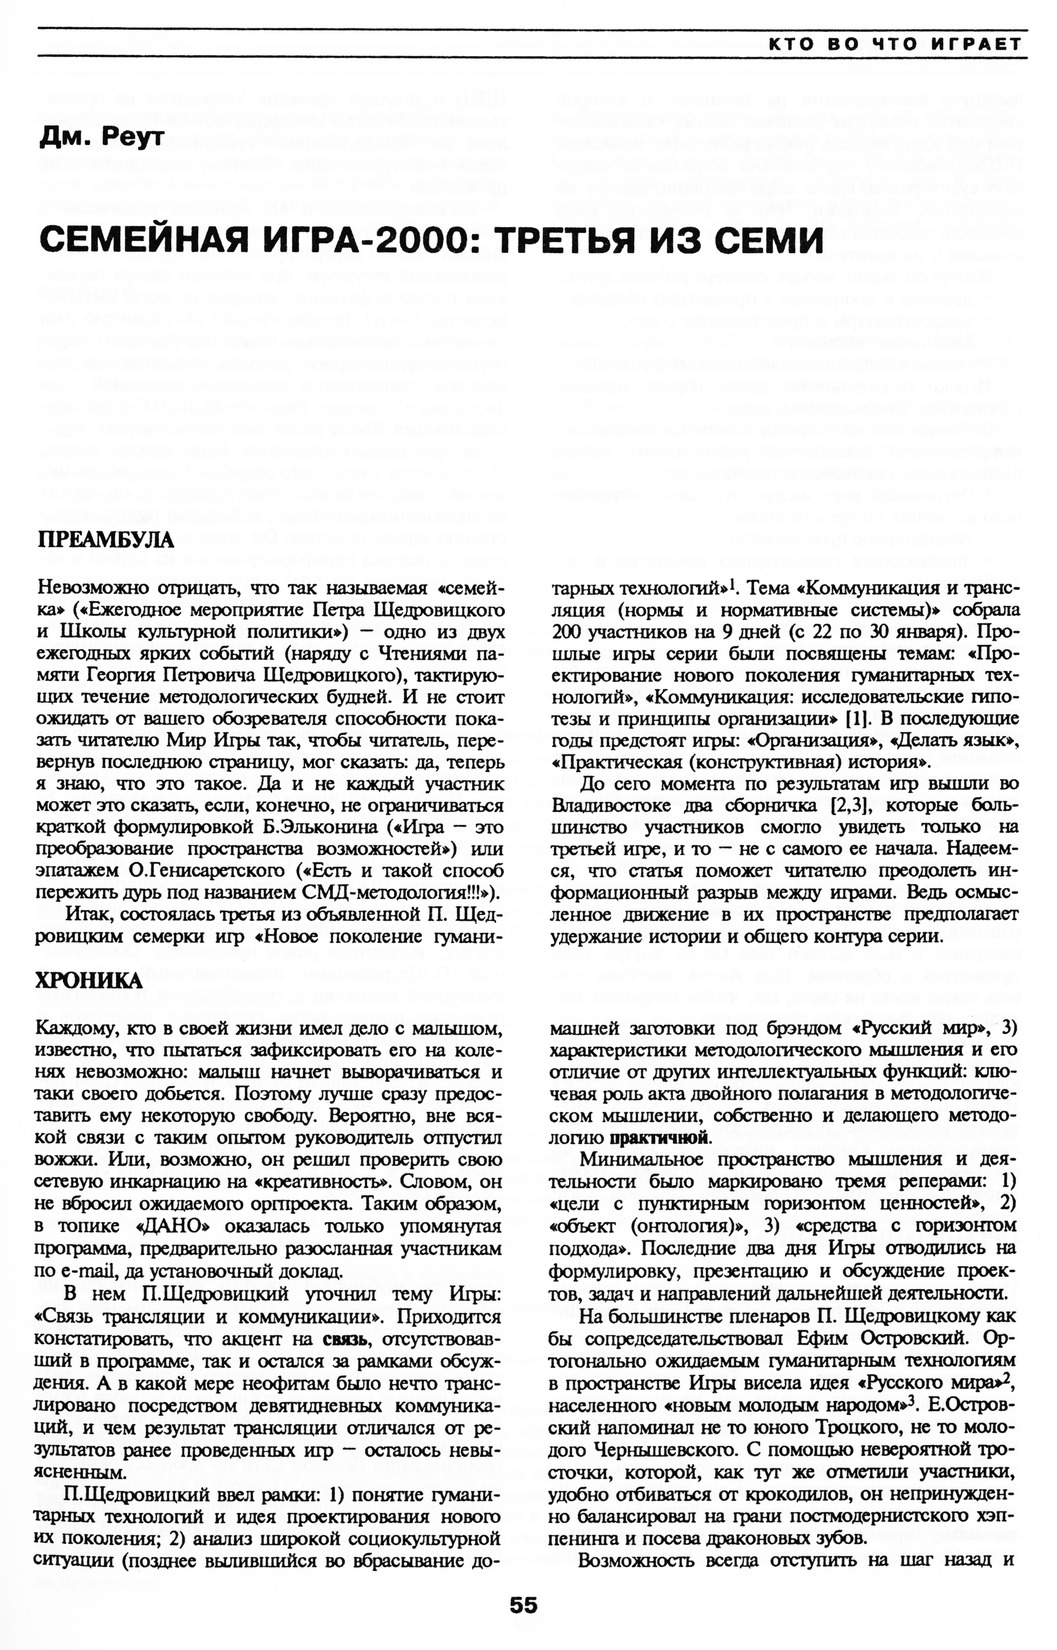 КТО ВО ЧТО ИГРАЕТ
Дм. Реут
СЕМЕЙНАЯ ИГРА-2000: ТРЕТЬЯ ИЗ СЕМИ
ПРЕАМБУЛА
Невозможно отрицать, что так называемая «семей-
ка» («Ежегодное мероприятие Петра Щедровицкого
и Школы культурной политики») — одно из двух
ежегодных ярких событий (наряду с Чтениями па-
мяти Георгия Петровича Щедровицкого), тактирую-
щих течение методологических будней. И не стоит
ожидать от вашего обозревателя способности пока-
зать читателю Мир Игры так, чтобы читатель, пере-
вернув последнюю страницу, мог сказать: да, теперь
я знаю, что это такое. Да и не каждый участник
может это сказать, если, конечно, не ограничиваться
краткой формулировкой Б.Эльконина («Игра — это
преобразование пространства возможностей») или
эпатажем О.Генисаретского («Есть и такой способ
пережить дурь под названием СМД-методология!!!»).
Итак, состоялась третья из объявленной П. Щед-
ровицким семерки игр «Новое поколение гумани-
тарных технологий»¹. Тема «Коммуникация и транс-
ляция (нормы и нормативные системы)» собрала
200 участников на 9 дней (с 22 по 30 января). Про-
шлые игры серии были посвящены темам: «Про-
ектирование нового поколения гуманитарных тех-
нологий», «Коммуникация: исследовательские гипо-
тезы и принципы организации» [1]. В последующие
годы предстоят игры: «Организация», «Делать язык»,
«Практическая (конструктивная) история».
До сего момента по результатам игр вышли во
Владивостоке два сборничка [2,3], которые боль-
шинство участников смогло увидеть только на
третьей игре, и то — не с самого ее начала. Надеем-
ся, что статья поможет читателю преодолеть ин-
формационный разрыв между играми. Ведь осмыс-
ленное движение в их пространстве предполагает
удержание истории и общего контура серии.
ХРОНИКА
Каждому, кто в своей жизни имел дело с малышом,
известно, что пытаться зафиксировать его на коле-
нях невозможно: малыш начнет выворачиваться и
таки своего добьется. Поэтому лучше сразу предос-
тавить ему некоторую свободу. Вероятно, вне вся-
кой связи с таким опытом руководитель отпустил
вожжи. Или, возможно, он решил проверить свою
сетевую инкарнацию на «креативность». Словом, он
не вбросил ожидаемого оргпроекта. Таким образом,
в топике «ДАНО» оказалась только упомянутая
программа, предварительно разосланная участникам
по e-mail, да установочный доклад.
В нем П.Щедровицкий уточнил тему Игры:
«Связь трансляции и коммуникации». Приходится
констатировать, что акцент на связь, отсутствовав-
ший в программе, так и остался за рамками обсуж-
дения. А в какой мере неофитам было нечто транс-
лировано посредством девятидневных коммуника-
ций, и чем результат трансляции отличался от ре-
зультатов ранее проведенных игр — осталось невы-
ясненным.
П.Щедровицкий ввел рамки: 1) понятие гумани-
тарных технологий и идея проектирования нового
их поколения; 2) анализ широкой социокультурной
ситуации (позднее вылившийся во вбрасывание до-
машней заготовки под брэндом «Русский мир», 3)
характеристики методологического мышления и его
отличие от других интеллектуальных функций: клю-
чевая роль акта двойного полагания в методологиче-
ском мышлении, собственно и делающего методо-
логию практичной.
Минимальное пространство мышления и дея-
тельности было маркировано тремя реперами: 1)
«цели с пунктирным горизонтом ценностей», 2)
«объект (онтология)», 3) «средства с горизонтом
подхода». Последние два дня Игры отводились на
формулировку, презентацию и обсуждение проек-
тов, задач и направлений дальнейшей деятельности.
На большинстве пленаров П. Щедровицкому как
бы сопредседательствовал Ефим Островский. Ор-
тогонально ожидаемым гуманитарным технологиям
в пространстве Игры висела идея «Русского мира»²,
населенного «новым молодым народом»³. Е.Остров-
ский напоминал не то юного Троцкого, не то моло-
дого Чернышевского. С помощью невероятной тро-
сточки, которой, как тут же отметили участники,
удобно отбиваться от крокодилов, он непринужден-
но балансировал на грани постмодернистского хэп-
пенинга и посева драконовых зубов.
Возможность всегда отступить на шаг назад и
55